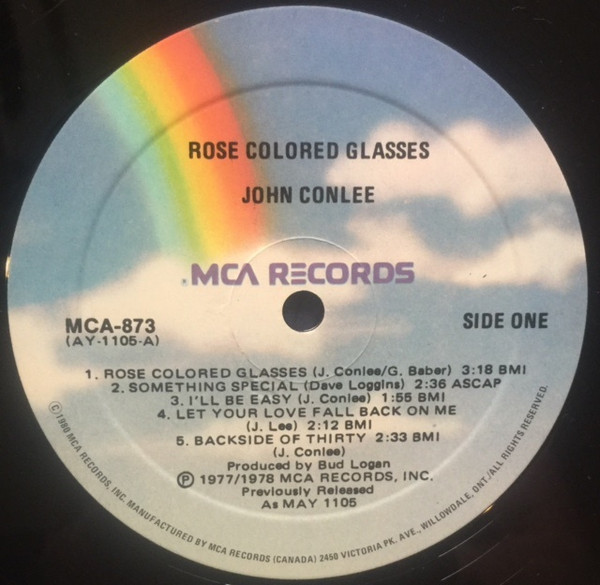 ROSE COLORED GLASSES
JOHN CONLEE
MCA RECORDS
MCA-873
(AY-1105-A)
SIDE ONE
1. ROSE COLORED GLASSES (J. Conlee/G. Baber) 3:18 BMI
2. SOMETHING SPECIAL (Dave Loggins) 2:36 ASCAP
3. I'LL BE EASY (J. Conlee) 1:55 BMI
4. LET YOUR LOVE FALL BACK ON ME
(J. Lee) 2:12 BMI
5. BACKSIDE OF THIRTY 2:33 BMI
(J. Conlee)
Produced by Bud Logan
℗ 1977/1978 MCA RECORDS, INC.
Previously Released
As MAY 1105
© 1980 MCA RECORDS, INC. MANUFACTURED BY MCA RECORDS (CANADA) 2450 VICTORIA PK. AVE., WILLOWDALE, ONT./ALL RIGHTS RESERVED.